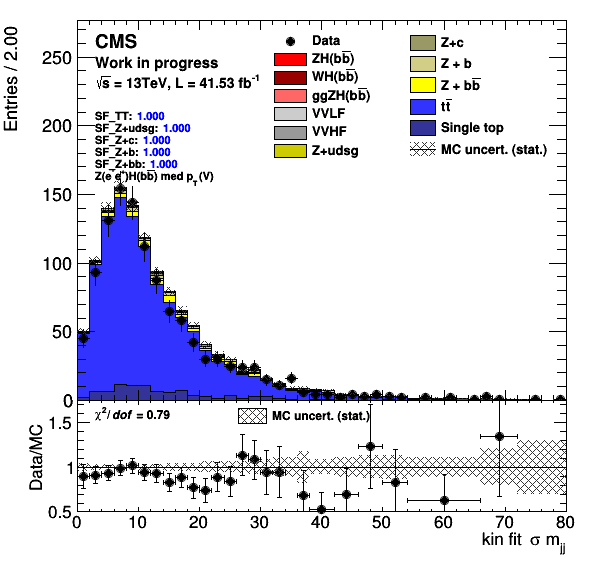 CMS
Work in progress
√s = 13TeV, L = 41.53 fb⁻¹
SF_TT: 1.000
SF_Z+udsg: 1.000
SF_Z+c: 1.000
SF_Z+b: 1.000
SF_Z+bb: 1.000
Z(e⁻e⁺)H(bb̅) med p_T(V)
Data
ZH(bb̅)
WH(bb̅)
ggZH(bb̅)
VVLF
VVHF
Z+udsg
Z+c
Z + b
Z + bb̅
tt̅
Single top
MC uncert. (stat.)
Entries / 2.00
250
200
150
100
50
0
χ²/dof = 0.79
MC uncert. (stat.)
Data/MC
1.5
1
0.5
0 10 20 30 40 50 60 70 80
kin fit σ m_jj